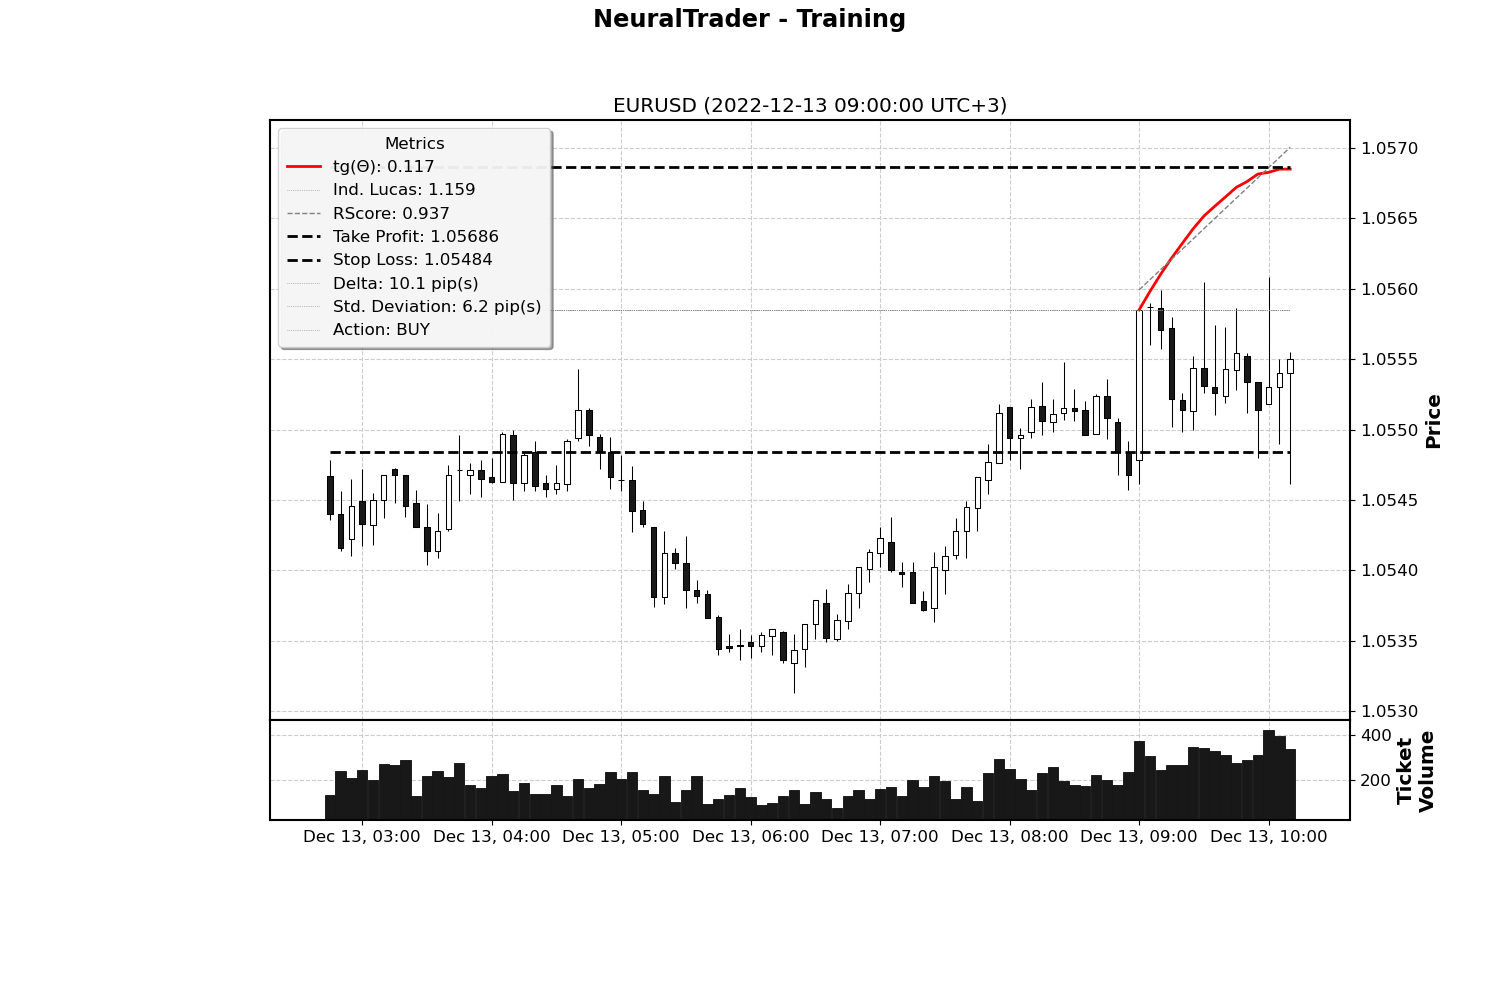 NeuralTrader - Training
EURUSD (2022-12-13 09:00:00 UTC+3)
Metrics
tg(Θ): 0.117
Ind. Lucas: 1.159
RScore: 0.937
Take Profit: 1.05686
Stop Loss: 1.05484
Delta: 10.1 pip(s)
Std. Deviation: 6.2 pip(s)
Action: BUY
1.0570
1.0565
1.0560
1.0555
1.0550
1.0545
1.0540
1.0535
1.0530
Price
400
200
Ticket
Volume
Dec 13, 03:00
Dec 13, 04:00
Dec 13, 05:00
Dec 13, 06:00
Dec 13, 07:00
Dec 13, 08:00
Dec 13, 09:00
Dec 13, 10:00